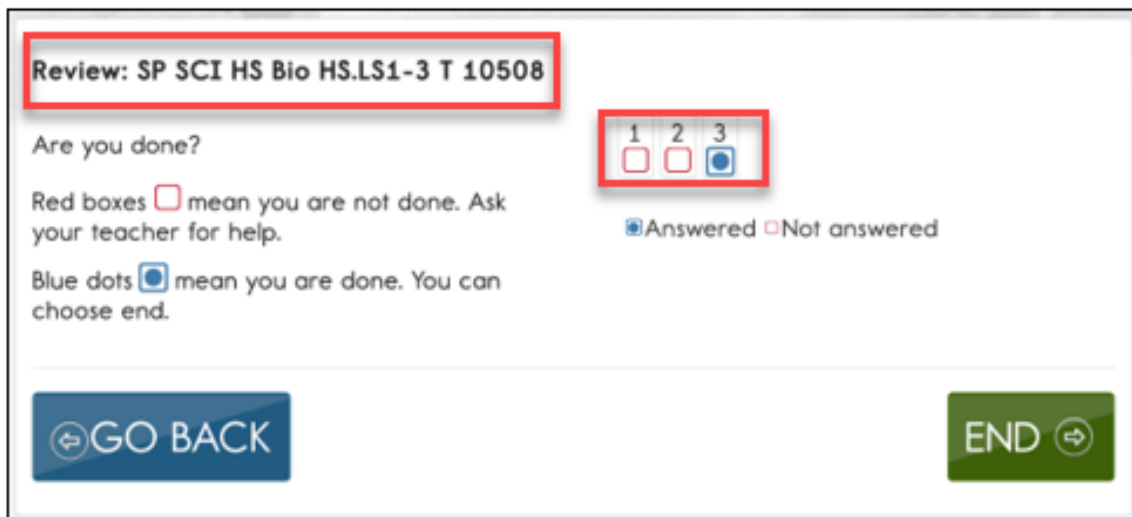 Review: SP SCI HS Bio HS.LS1-3 T 10508
Are you done?
Red boxes mean you are not done. Ask
your teacher for help.
Blue dots mean you are done. You can
choose end.
1 2 3
Answered Not answered
GO BACK
END